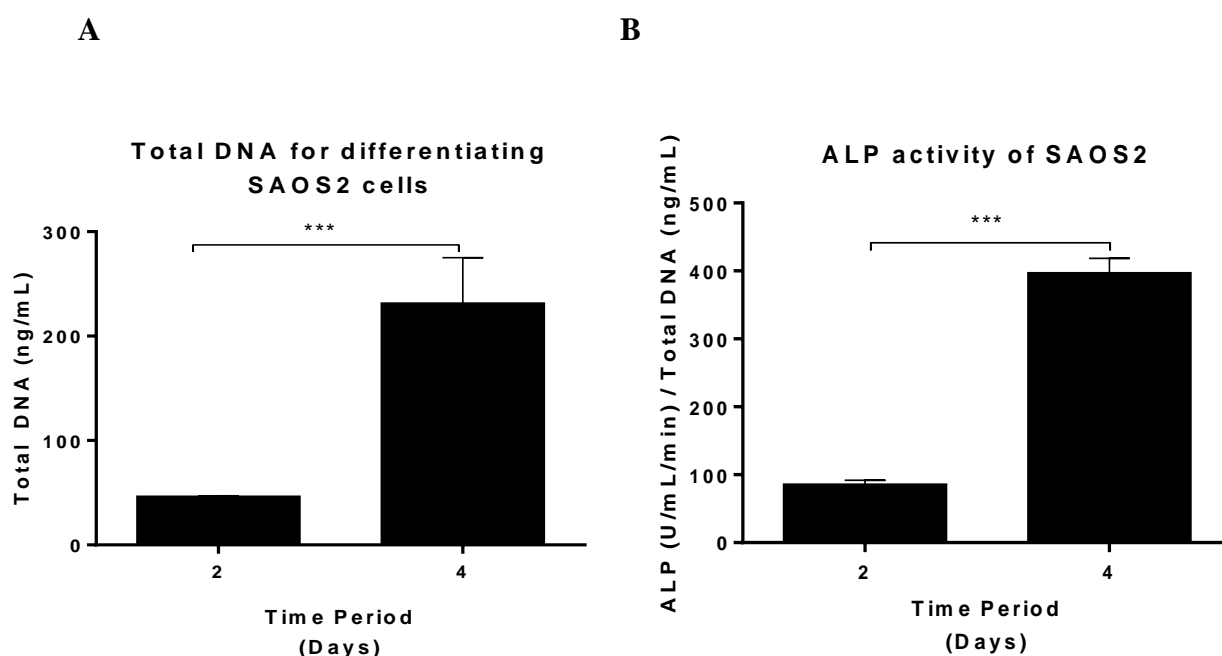 A
B
Total DNA for differentiating
SAOS2 cells
***
300
200
100
0
Total DNA (ng/mL)
2
4
Time Period
(Days)
ALP activity of SAOS2
***
500
400
300
200
100
0
ALP (U/mL/min) / Total DNA (ng/mL)
2
4
Time Period
(Days)